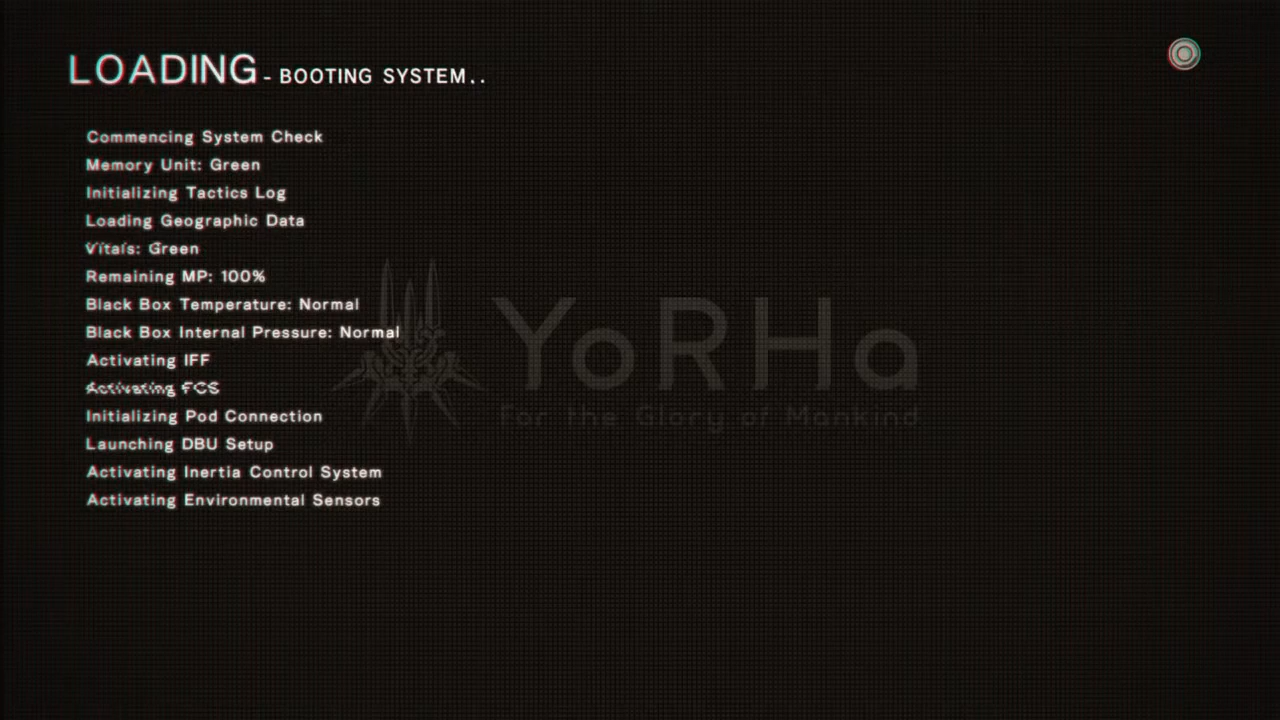 LOADING - BOOTING SYSTEM..
Commencing System Check
Memory Unit: Green
Initializing Tactics Log
Loading Geographic Data
Vitals: Green
Remaining MP: 100%
Black Box Temperature: Normal
Black Box Internal Pressure: Normal
Activating IFF
Activating FCS
Initializing Pod Connection
Launching DBU Setup
Activating Inertia Control System
Activating Environmental Sensors
YoRHa
For the Glory of Mankind